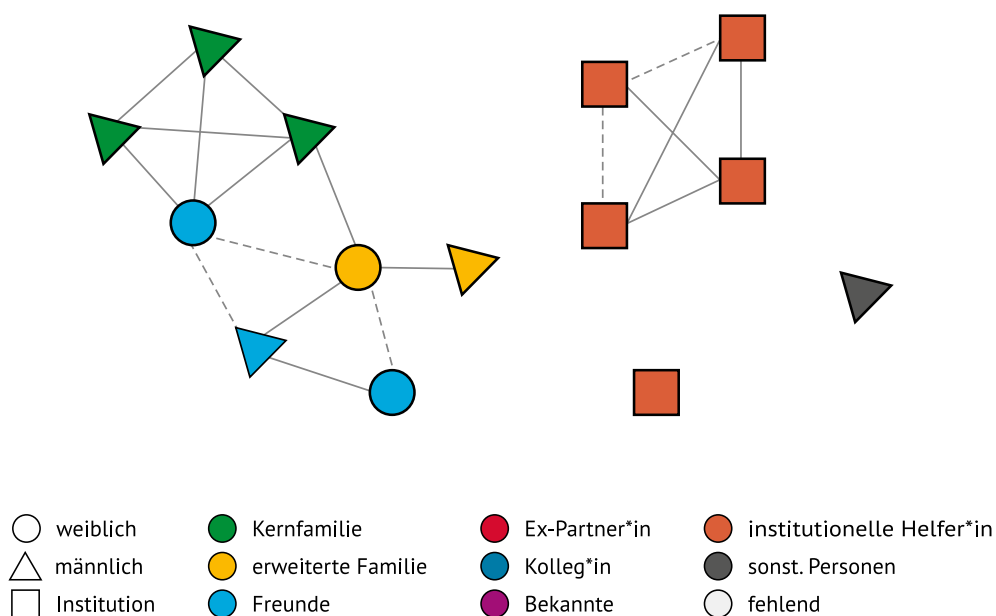 weiblich
Kernfamilie
Ex-Partner*in
institutionelle Helfer*in
männlich
erweiterte Familie
Kolleg*in
sonst. Personen
Institution
Freunde
Bekannte
fehlend